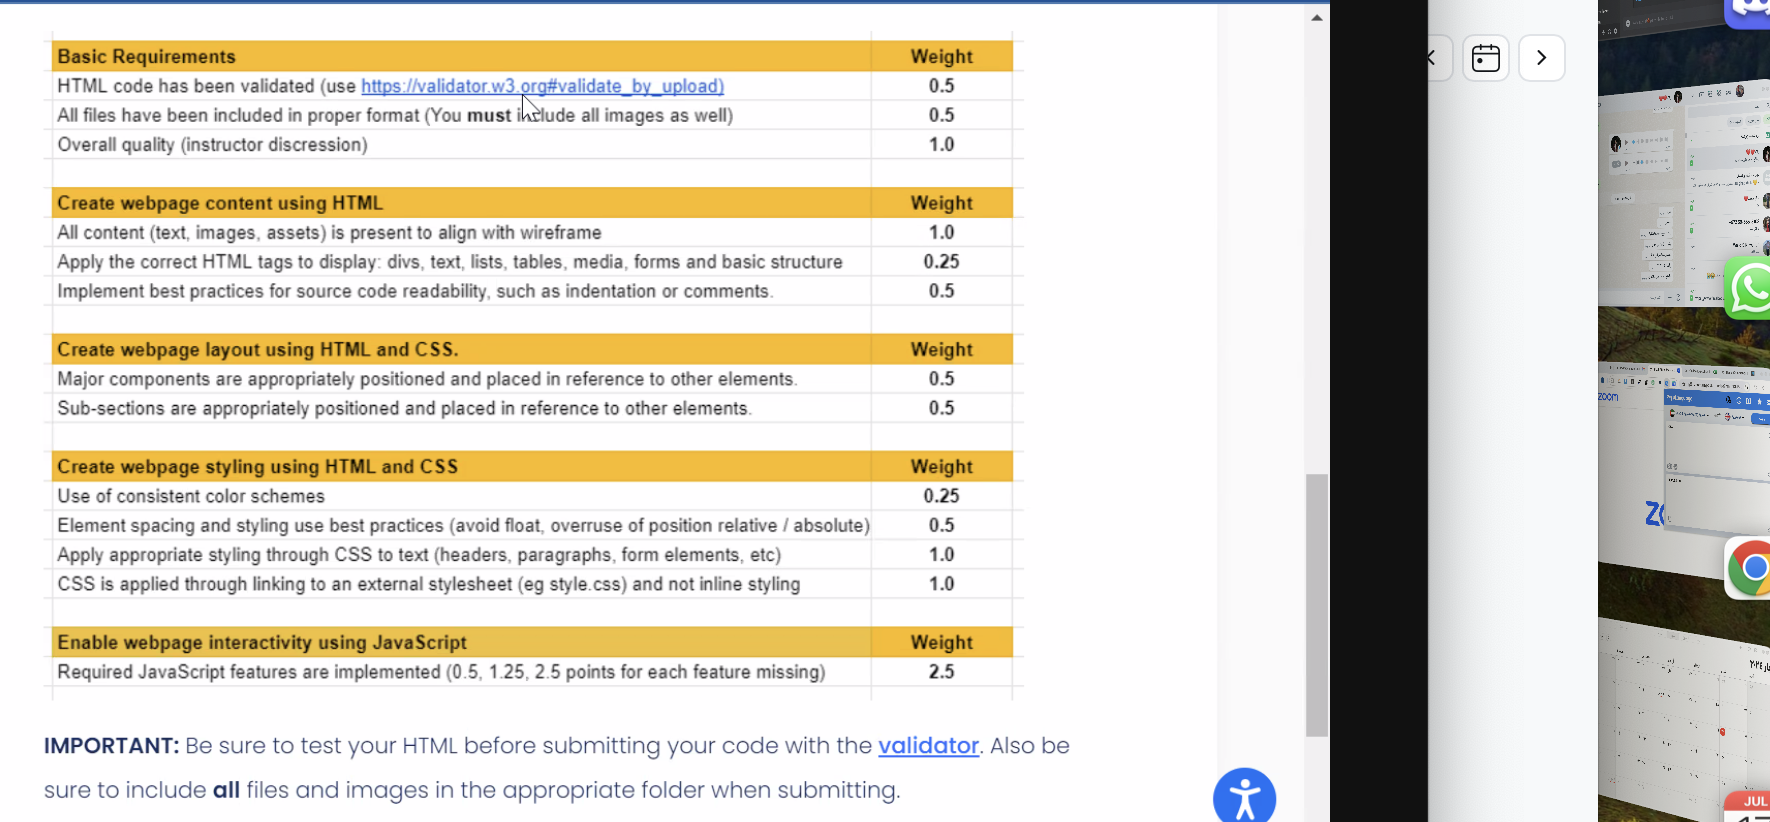 Basic Requirements Weight
HTML code has been validated (use https://validator.w3.org#validate_by_upload) 0.5
All files have been included in proper format (You must include all images as well) 0.5
Overall quality (instructor discression) 1.0
Create webpage content using HTML Weight
All content (text, images, assets) is present to align with wireframe 1.0
Apply the correct HTML tags to display: divs, text, lists, tables, media, forms and basic structure 0.25
Implement best practices for source code readability, such as indentation or comments. 0.5
Create webpage layout using HTML and CSS. Weight
Major components are appropriately positioned and placed in reference to other elements. 0.5
Sub-sections are appropriately positioned and placed in reference to other elements. 0.5
Create webpage styling using HTML and CSS Weight
Use of consistent color schemes 0.25
Element spacing and styling use best practices (avoid float, overruse of position relative / absolute) 0.5
Apply appropriate styling through CSS to text (headers, paragraphs, form elements, etc) 1.0
CSS is applied through linking to an external stylesheet (eg style.css) and not inline styling 1.0
Enable webpage interactivity using JavaScript Weight
Required JavaScript features are implemented (0.5, 1.25, 2.5 points for each feature missing) 2.5
IMPORTANT: Be sure to test your HTML before submitting your code with the validator. Also be
sure to include all files and images in the appropriate folder when submitting.
zoom
JUL